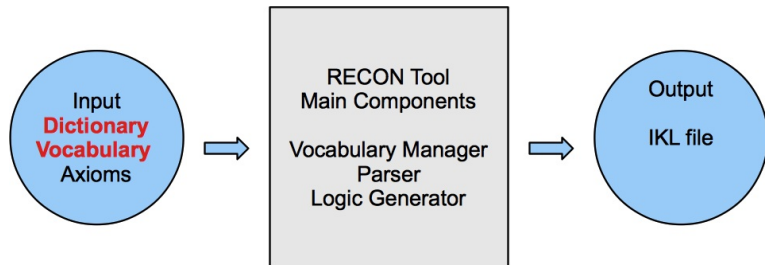 Input
Dictionary
Vocabulary
Axioms
RECON Tool
Main Components
Vocabulary Manager
Parser
Logic Generator
Output
IKL file